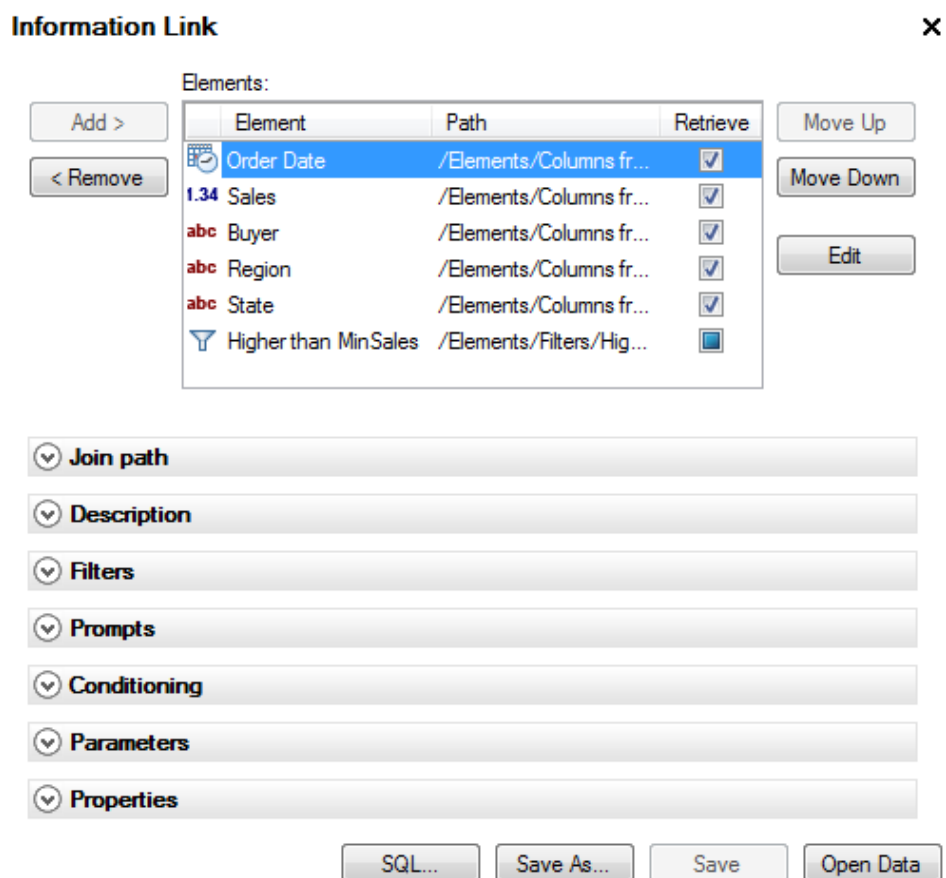 Information Link
Elements:
Add >
Element Path Retrieve
Move Up
< Remove
Order Date /Elements/Columns fr...
Move Down
1.34 Sales /Elements/Columns fr...
abc Buyer /Elements/Columns fr...
Edit
abc Region /Elements/Columns fr...
abc State /Elements/Columns fr...
Higher than MinSales /Elements/Filters/Hig...
Join path
Description
Filters
Prompts
Conditioning
Parameters
Properties
SQL... Save As... Save Open Data